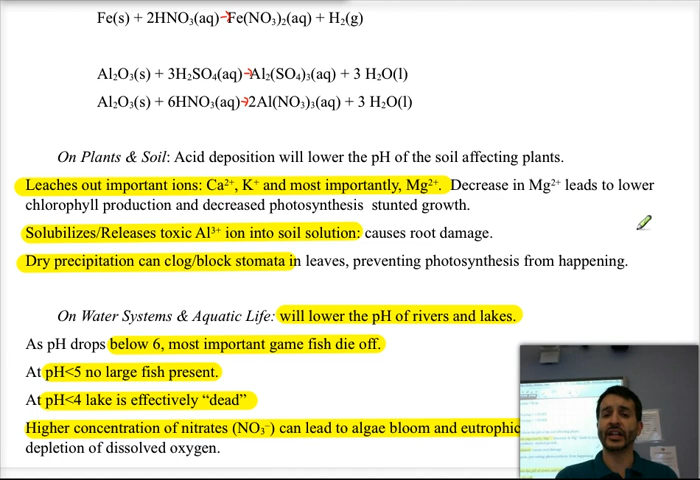 Fe(s) + 2HNO₃(aq)→Fe(NO₃)₂(aq) + H₂(g)
Al₂O₃(s) + 3H₂SO₄(aq)→Al₂(SO₄)₃(aq) + 3 H₂O(l)
Al₂O₃(s) + 6HNO₃(aq)→2Al(NO₃)₃(aq) + 3 H₂O(l)
On Plants & Soil: Acid deposition will lower the pH of the soil affecting plants.
Leaches out important ions: Ca²⁺, K⁺ and most importantly, Mg²⁺. Decrease in Mg²⁺ leads to lower
chlorophyll production and decreased photosynthesis stunted growth.
Solubilizes/Releases toxic Al³⁺ ion into soil solution: causes root damage.
Dry precipitation can clog/block stomata in leaves, preventing photosynthesis from happening.
On Water Systems & Aquatic Life: will lower the pH of rivers and lakes.
As pH drops below 6, most important game fish die off.
At pH<5 no large fish present.
At pH<4 lake is effectively “dead”
Higher concentration of nitrates (NO₃⁻) can lead to algae bloom and eutrophic
depletion of dissolved oxygen.